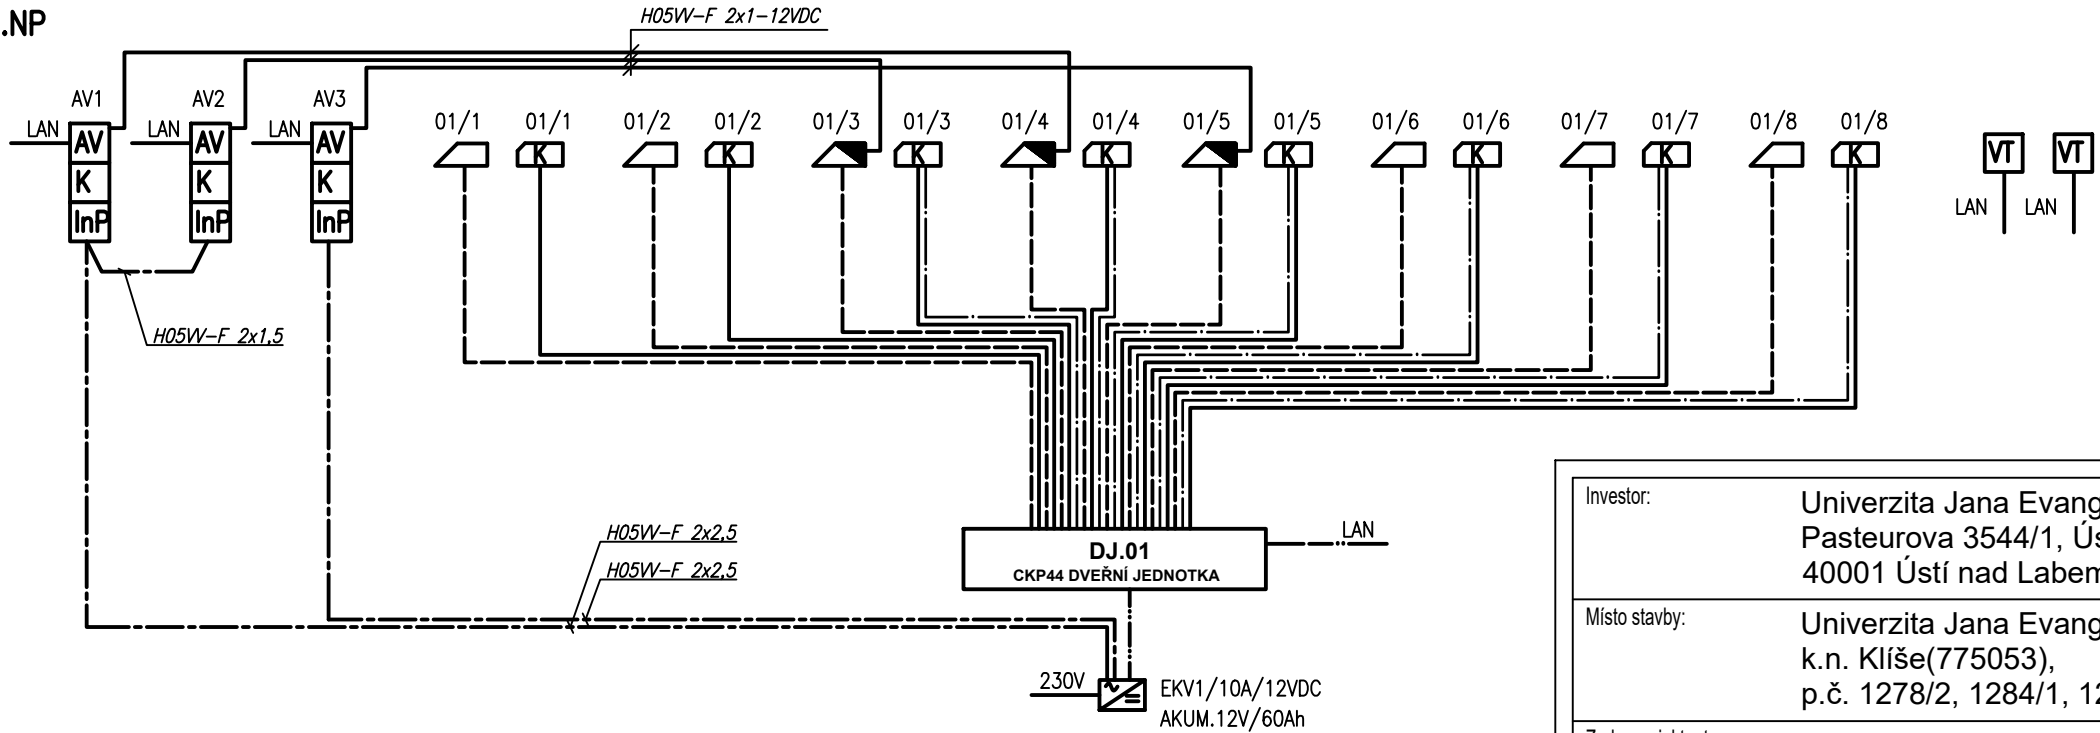 .NP
H05VV-F 2x1-12VDC
AV1 AV2 AV3
LAN LAN LAN
AV AV AV
K K K
InP InP InP
01/1 01/1 01/2 01/2 01/3 01/3 01/4 01/4 01/5 01/5 01/6 01/6 01/7 01/7 01/8 01/8
K K K K K K K K
VT VT
LAN LAN
H05VV-F 2x1,5
H05VV-F 2x2,5
H05VV-F 2x2,5
DJ.01
CKP44 DVEŘNÍ JEDNOTKA
LAN
230V
EKV1/10A/12VDC
AKUM.12V/60Ah
Investor:
Univerzita Jana Evang
Pasteurova 3544/1, Ús
40001 Ústí nad Labem
Místo stavby:
Univerzita Jana Evang
k.n. Klíše(775053),
p.č. 1278/2, 1284/1, 12